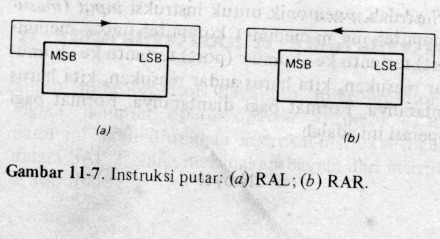 MSB LSB MSB LSB
(a) (b)
Gambar 11-7. Instruksi putar: (a) RAL; (b) RAR.